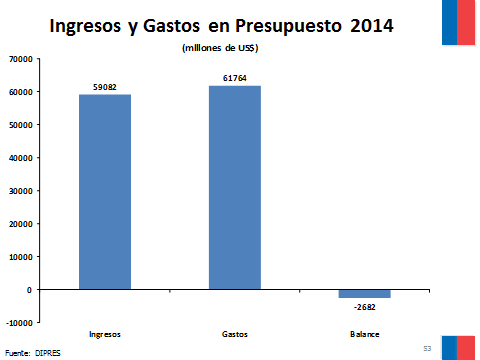 Ingresos y Gastos en Presupuesto 2014
(millones de US$)
70000
60000
50000
40000
30000
20000
10000
0
-10000
59082
61764
-2682
Ingresos
Gastos
Balance
Fuente: DIPRES
53